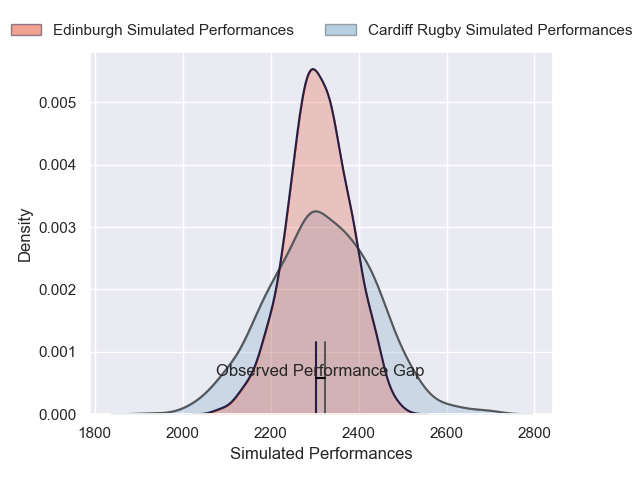 Edinburgh Simulated Performances
Cardiff Rugby Simulated Performances
0.005
0.004
0.003
0.002
0.001
0.000
Density
Observed Performance Gap
1800 2000 2200 2400 2600 2800
Simulated Performances